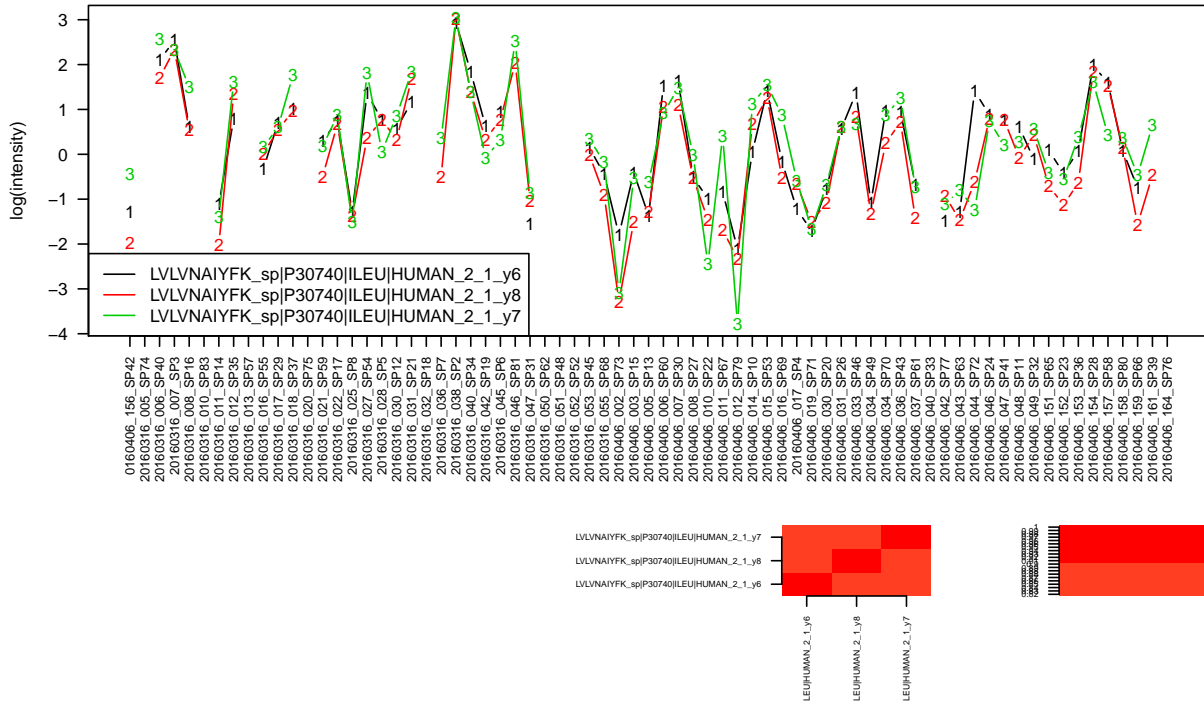 log(intensity)
3
2
1
0
−1
−2
−3
−4
LVLVNAIYFK_sp|P30740|ILEU|HUMAN_2_1_y6
LVLVNAIYFK_sp|P30740|ILEU|HUMAN_2_1_y8
LVLVNAIYFK_sp|P30740|ILEU|HUMAN_2_1_y7
0160406_156_SP42
20160316_005_SP74
20160316_006_SP40
20160316_007_SP3
20160316_008_SP16
20160316_010_SP83
20160316_011_SP14
20160316_012_SP35
20160316_013_SP57
20160316_016_SP55
20160316_017_SP29
20160316_018_SP37
20160316_020_SP75
20160316_021_SP59
20160316_022_SP17
20160316_025_SP8
20160316_027_SP54
20160316_028_SP5
20160316_030_SP12
20160316_031_SP21
20160316_032_SP18
20160316_036_SP7
20160316_038_SP2
20160316_040_SP34
20160316_042_SP19
20160316_045_SP6
20160316_046_SP81
20160316_047_SP31
20160316_050_SP62
20160316_051_SP48
20160316_052_SP52
20160316_053_SP45
20160316_055_SP68
20160406_002_SP73
20160406_003_SP15
20160406_005_SP13
20160406_006_SP60
20160406_007_SP30
20160406_008_SP27
20160406_010_SP22
20160406_011_SP67
20160406_012_SP79
20160406_014_SP10
20160406_015_SP53
20160406_016_SP69
20160406_017_SP4
20160406_019_SP71
20160406_030_SP20
20160406_031_SP26
20160406_033_SP46
20160406_034_SP49
20160406_034_SP70
20160406_036_SP43
20160406_037_SP61
20160406_040_SP33
20160406_042_SP77
20160406_043_SP63
20160406_044_SP72
20160406_046_SP24
20160406_047_SP41
20160406_048_SP11
20160406_049_SP32
20160406_151_SP65
20160406_152_SP23
20160406_153_SP36
20160406_154_SP28
20160406_157_SP58
20160406_158_SP80
20160406_159_SP66
20160406_161_SP39
20160406_164_SP76
LVLVNAIYFK_sp|P30740|ILEU|HUMAN_2_1_y7
LVLVNAIYFK_sp|P30740|ILEU|HUMAN_2_1_y8
LVLVNAIYFK_sp|P30740|ILEU|HUMAN_2_1_y6
LEU|HUMAN_2_1_y6
LEU|HUMAN_2_1_y8
LEU|HUMAN_2_1_y7
1
0.82